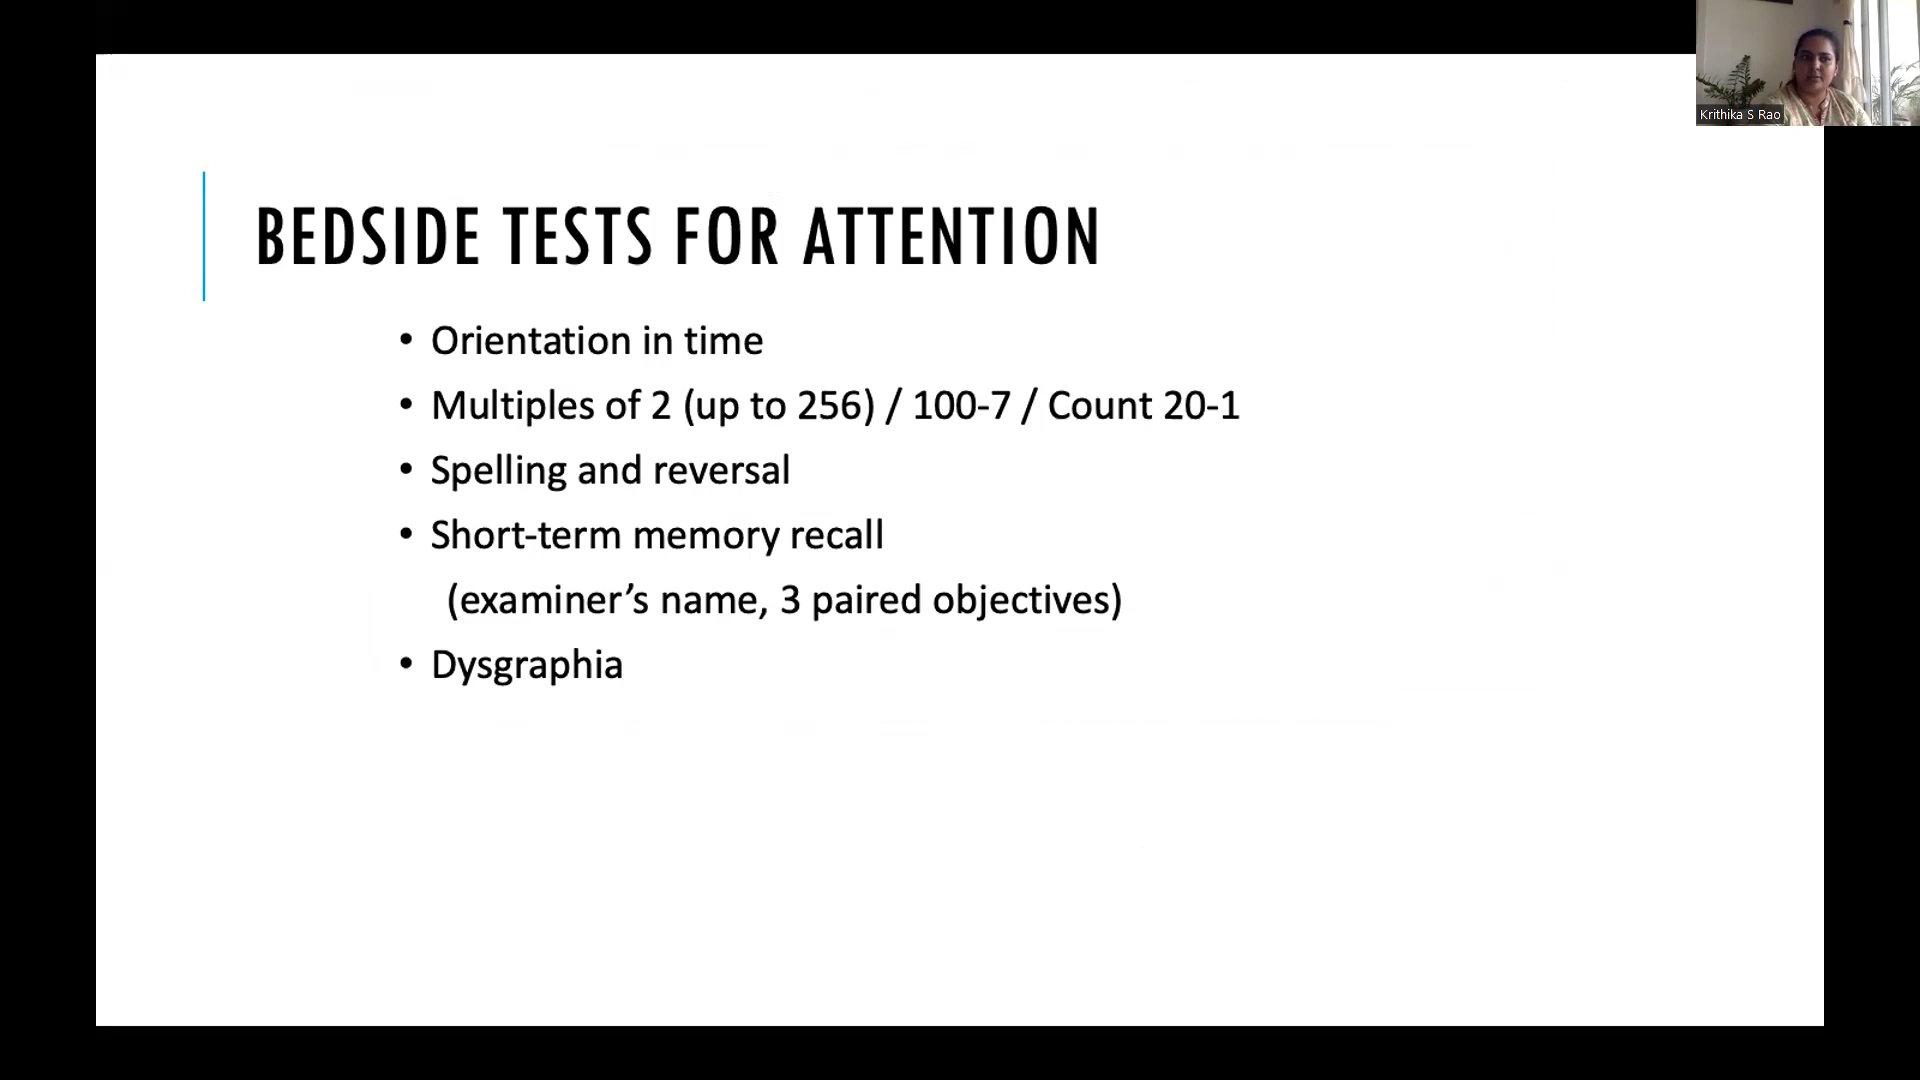 Krithika S Rao
BEDSIDE TESTS FOR ATTENTION
• Orientation in time
• Multiples of 2 (up to 256) / 100-7 / Count 20-1
• Spelling and reversal
• Short-term memory recall
(examiner’s name, 3 paired objectives)
• Dysgraphia